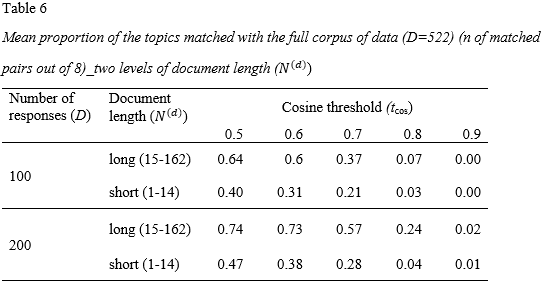 Table 6
Mean proportion of the topics matched with the full corpus of data (D=522) (n of matched
pairs out of 8)_two levels of document length (N⁽ᵈ⁾)
Number of responses (D) Document length (N⁽ᵈ⁾) Cosine threshold (t_cos)
0.5 0.6 0.7 0.8 0.9
100 long (15-162) 0.64 0.6 0.37 0.07 0.00
short (1-14) 0.40 0.31 0.21 0.03 0.00
200 long (15-162) 0.74 0.73 0.57 0.24 0.02
short (1-14) 0.47 0.38 0.28 0.04 0.01